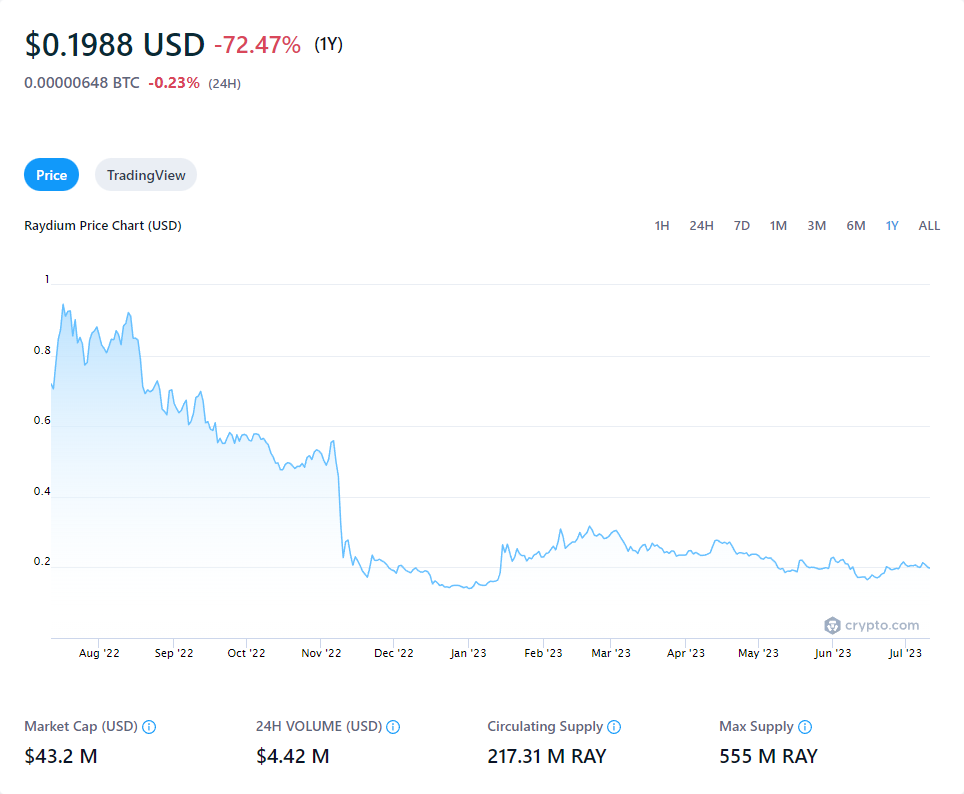 $0.1988 USD -72.47% (1Y)
0.00000648 BTC -0.23% (24H)
Price TradingView
Raydium Price Chart (USD) 1H 24H 7D 1M 3M 6M 1Y ALL
1
0.8
0.6
0.4
0.2
crypto.com
Aug '22 Sep '22 Oct '22 Nov '22 Dec '22 Jan '23 Feb '23 Mar '23 Apr '23 May '23 Jun '23 Jul '23
Market Cap (USD) 24H VOLUME (USD) Circulating Supply Max Supply
$43.2 M $4.42 M 217.31 M RAY 555 M RAY